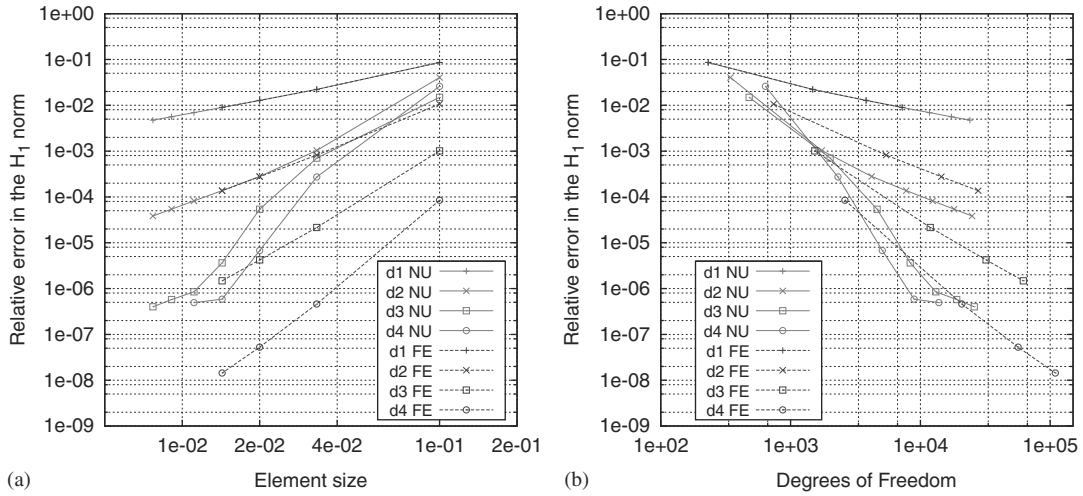 1e+00
1e-01
1e-02
1e-03
1e-04
1e-05
1e-06
1e-07
1e-08
1e-09
Relative error in the H1 norm
1e-02
2e-02
4e-02
1e-01
2e-01
d1 NU
d2 NU
d3 NU
d4 NU
d1 FE
d2 FE
d3 FE
d4 FE
(a)
Element size
1e+00
1e-01
1e-02
1e-03
1e-04
1e-05
1e-06
1e-07
1e-08
1e-09
Relative error in the H1 norm
1e+02
1e+03
1e+04
1e+05
d1 NU
d2 NU
d3 NU
d4 NU
d1 FE
d2 FE
d3 FE
d4 FE
(b)
Degrees of Freedom